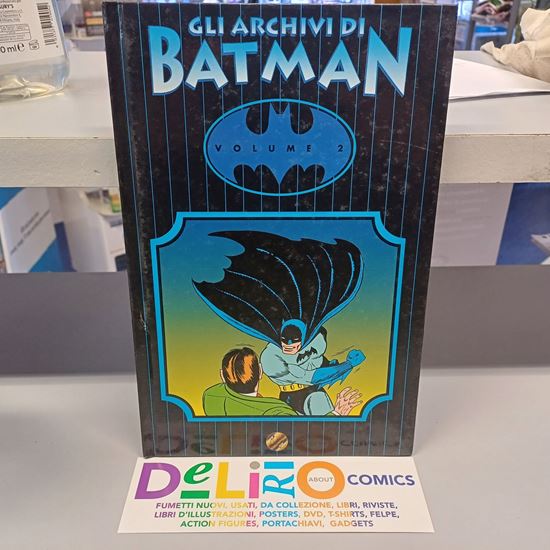 GLI ARCHIVI DI
BATMAN
VOLUME 2
DeLiRiO
ABOUT
COMICS
FUMETTI NUOVI, USATI, DA COLLEZIONE, LIBRI, RIVISTE,
LIBRI D'ILLUSTRAZIONI, POSTERS, DVD, T-SHIRTS, FELPE,
ACTION FIGURES, PORTACHIAVI, GADGETS